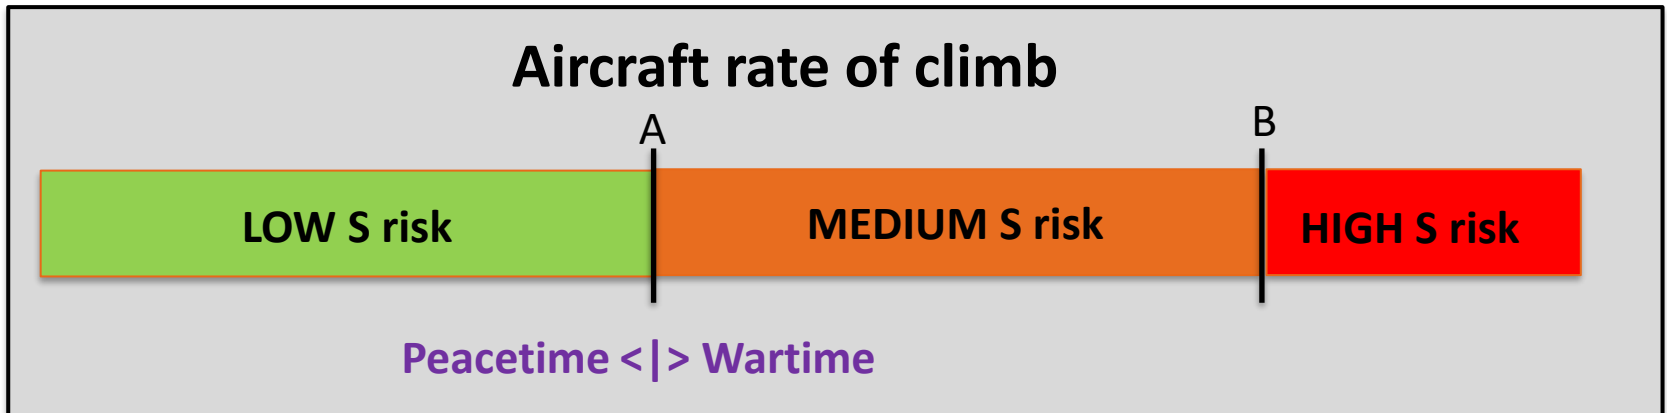 Aircraft rate of climb
A
B
LOW S risk
MEDIUM S risk
HIGH S risk
Peacetime <|> Wartime